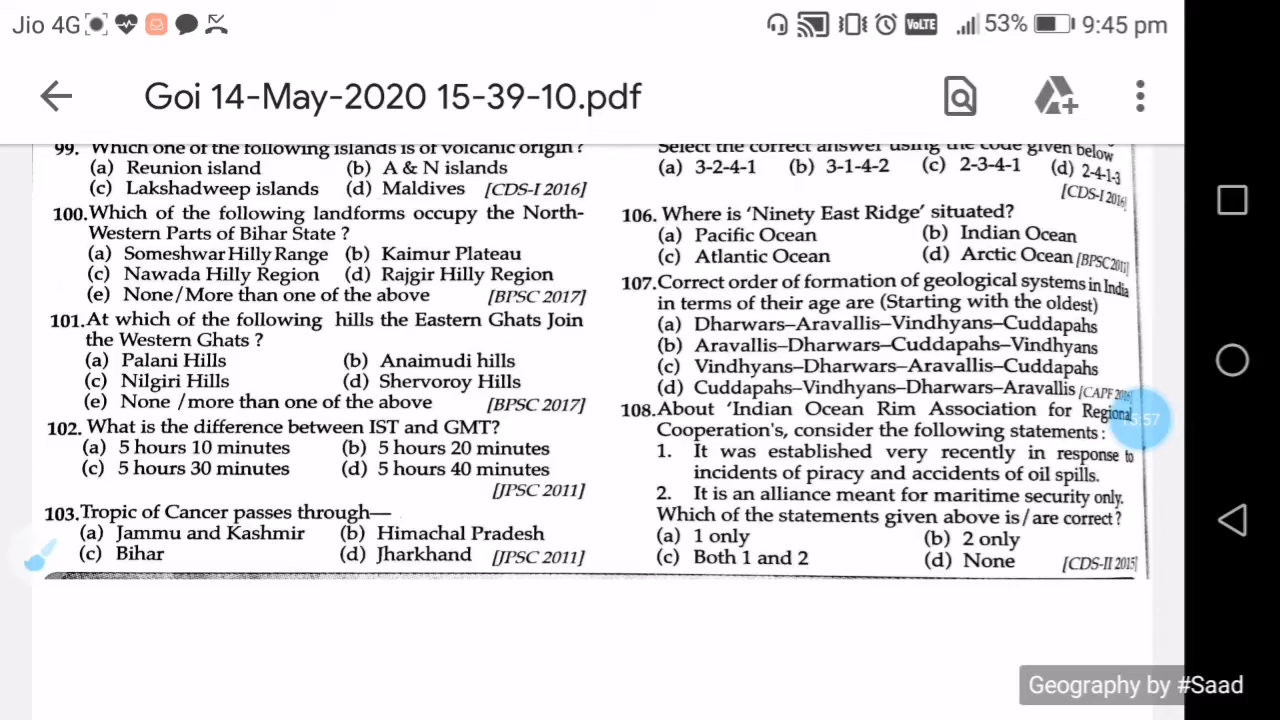 Jio 4G
VoLTE
53%
9:45 pm
Goi 14-May-2020 15-39-10.pdf
99. Which one of the following islands is of volcanic origin?
(a) Reunion island (b) A & N islands
(c) Lakshadweep islands (d) Maldives [CDS-I 2016]
100. Which of the following landforms occupy the North-
Western Parts of Bihar State ?
(a) Someshwar Hilly Range (b) Kaimur Plateau
(c) Nawada Hilly Region (d) Rajgir Hilly Region
(e) None/More than one of the above [BPSC 2017]
101. At which of the following hills the Eastern Ghats Join
the Western Ghats ?
(a) Palani Hills (b) Anaimudi hills
(c) Nilgiri Hills (d) Shervoroy Hills
(e) None /more than one of the above [BPSC 2017]
102. What is the difference between IST and GMT?
(a) 5 hours 10 minutes (b) 5 hours 20 minutes
(c) 5 hours 30 minutes (d) 5 hours 40 minutes
[JPSC 2011]
103. Tropic of Cancer passes through—
(a) Jammu and Kashmir (b) Himachal Pradesh
(c) Bihar (d) Jharkhand [JPSC 2011]
Select the correct answer using the code given below
(a) 3-2-4-1 (b) 3-1-4-2 (c) 2-3-4-1 (d) 2-4-1-3
[CDS-I 2016]
106. Where is 'Ninety East Ridge' situated?
(a) Pacific Ocean (b) Indian Ocean
(c) Atlantic Ocean (d) Arctic Ocean [BPSC 2011]
107. Correct order of formation of geological systems in India
in terms of their age are (Starting with the oldest)
(a) Dharwars–Aravallis–Vindhyans–Cuddapahs
(b) Aravallis–Dharwars–Cuddapahs–Vindhyans
(c) Vindhyans–Dharwars–Aravallis–Cuddapahs
(d) Cuddapahs–Vindhyans–Dharwars–Aravallis [CAPF
108. About 'Indian Ocean Rim Association for Regional
Cooperation's, consider the following statements :
1. It was established very recently in response to
incidents of piracy and accidents of oil spills.
2. It is an alliance meant for maritime security only.
Which of the statements given above is/are correct?
(a) 1 only (b) 2 only
(c) Both 1 and 2 (d) None [CDS-II 2015]
Geography by #Saad